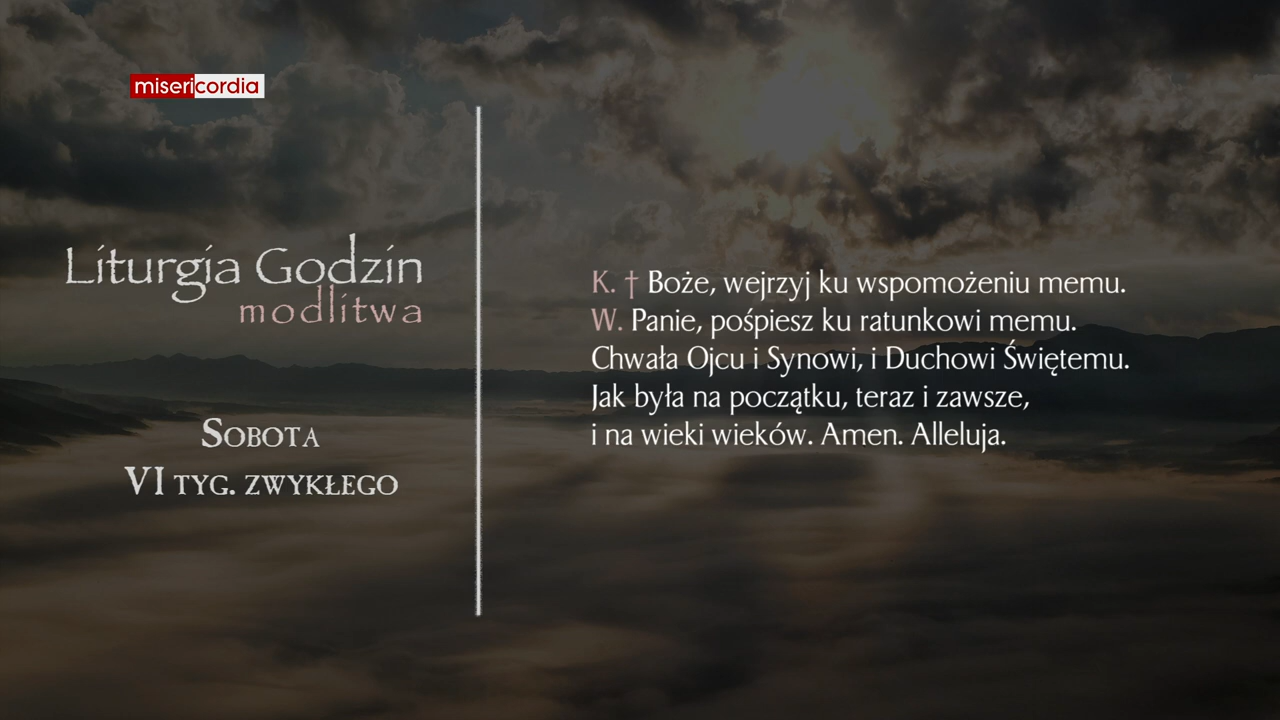 misericordia
Liturgia Godzin
modlitwa
Sobota
VI tyg. zwykłego
K. † Boże, wejrzyj ku wspomożeniu memu.
W. Panie, pośpiesz ku ratunkowi memu.
Chwała Ojcu i Synowi, i Duchowi Świętemu.
Jak była na początku, teraz i zawsze,
i na wieki wieków. Amen. Alleluja.